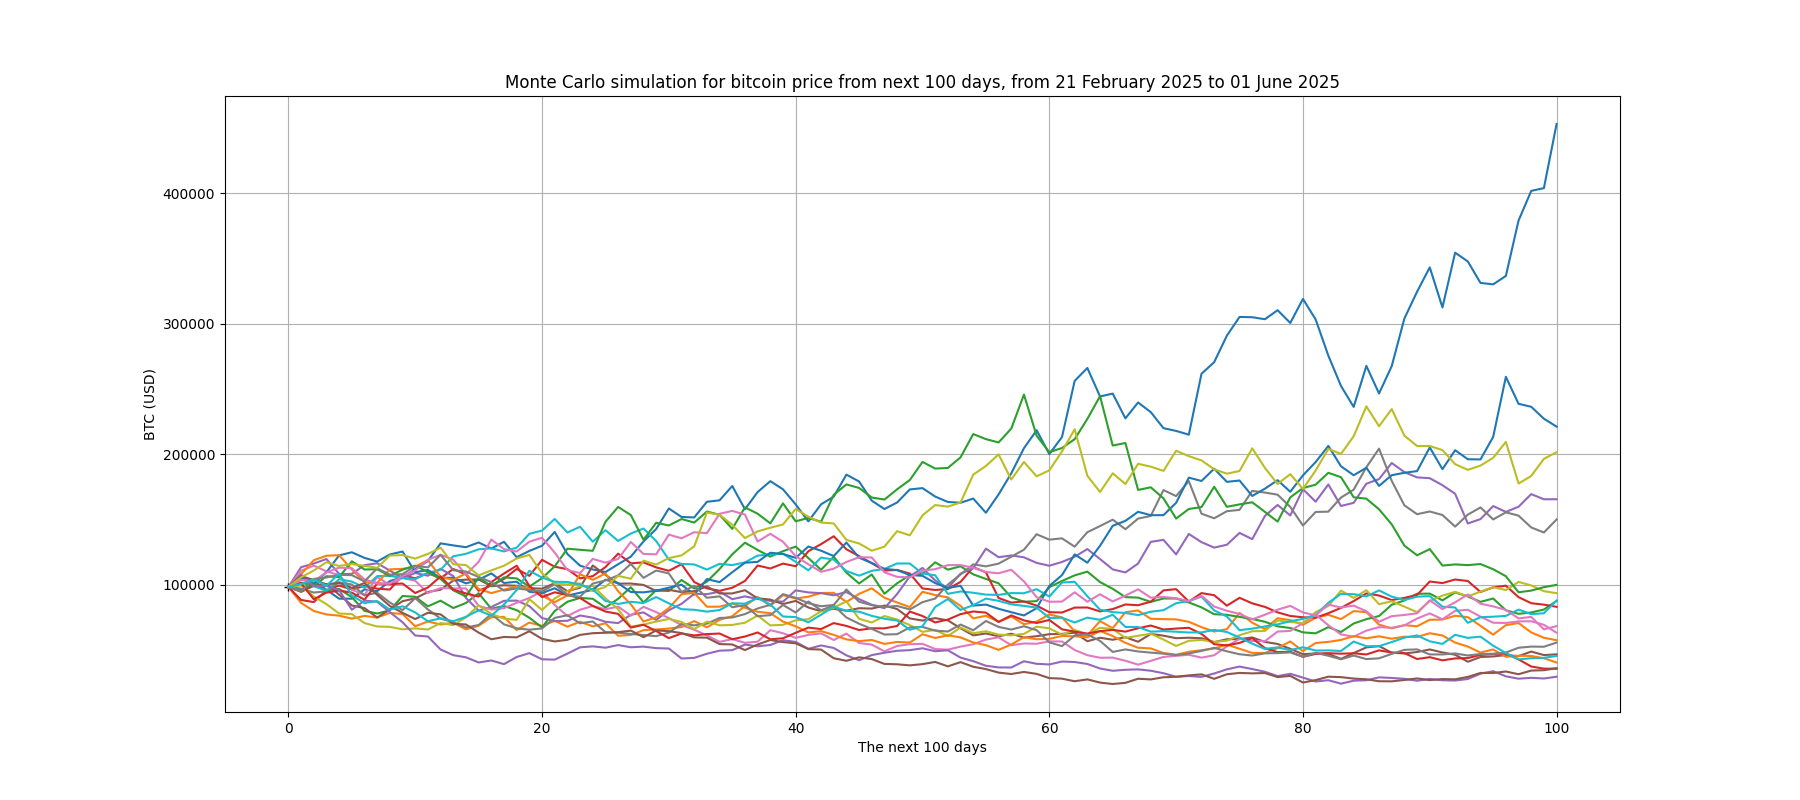 Monte Carlo simulation for bitcoin price from next 100 days, from 21 February 2025 to 01 June 2025
400000
300000
BTC (USD)
200000
100000
0 20 40 60 80 100
The next 100 days